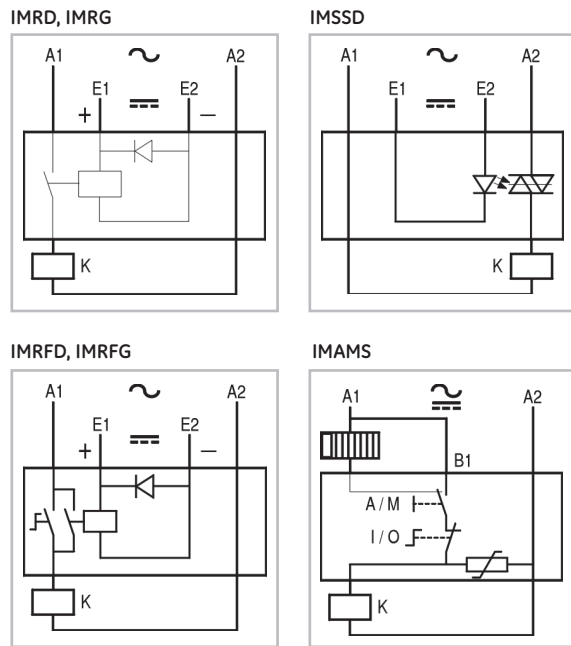 IMRD, IMRG
A1 A2
E1 E2
+ −
K
IMSSD
A1 A2
E1 E2
K
IMRFD, IMRFG
A1 A2
E1 E2
+ −
K
IMAMS
A1 A2
B1
A / M
I / O
K